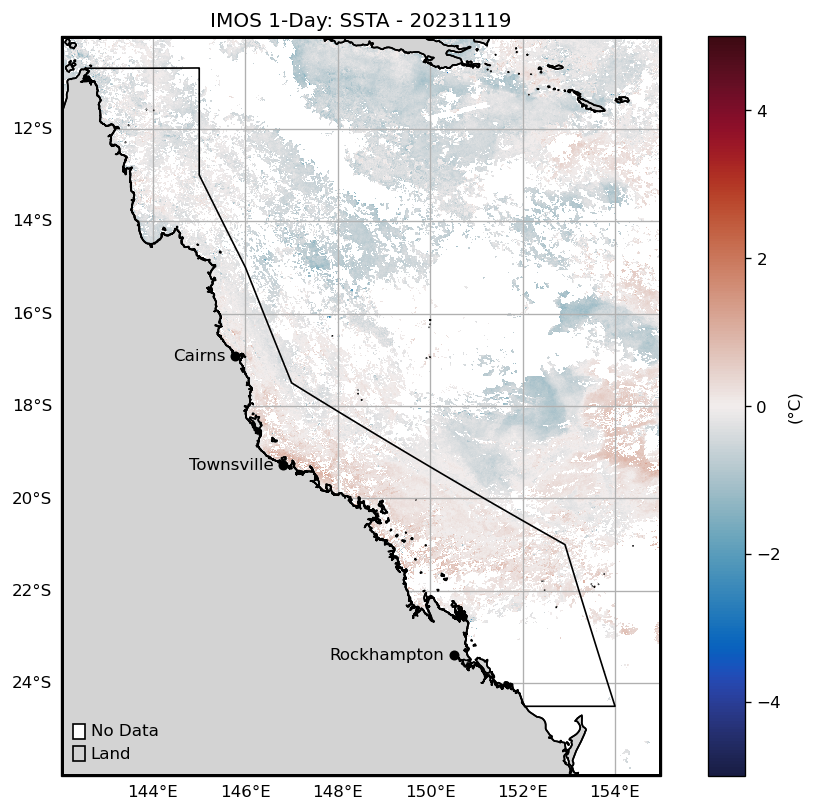 IMOS 1-Day: SSTA - 20231119
12°S
14°S
16°S
18°S
20°S
22°S
24°S
Cairns
Townsville
Rockhampton
No Data
Land
144°E 146°E 148°E 150°E 152°E 154°E
4
2
0
−2
−4
(°C)